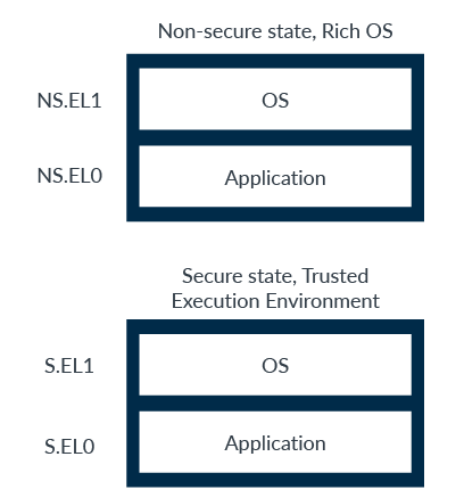 Non-secure state, Rich OS
NS.EL1
OS
NS.EL0
Application
Secure state, Trusted
Execution Environment
S.EL1
OS
S.EL0
Application